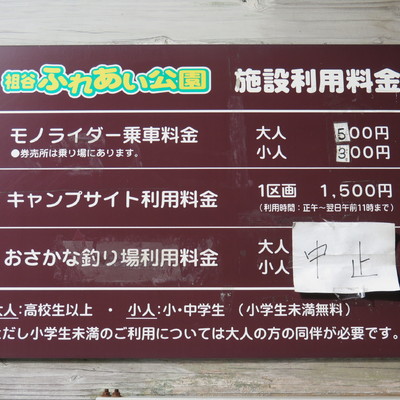 祖谷ふれあい公園 施設利用料金
モノライダー乗車料金 大人 500円
●券売所は乗り場にあります。 小人 300円
キャンプサイト利用料金 1区画 1,500円
(利用時間:正午〜翌日午前11時まで)
おさかな釣り場利用料金 大人
小人
中止
大人:高校生以上 ・ 小人:小・中学生 (小学生未満無料)
だし小学生未満のご利用については大人の方の同伴が必要です。